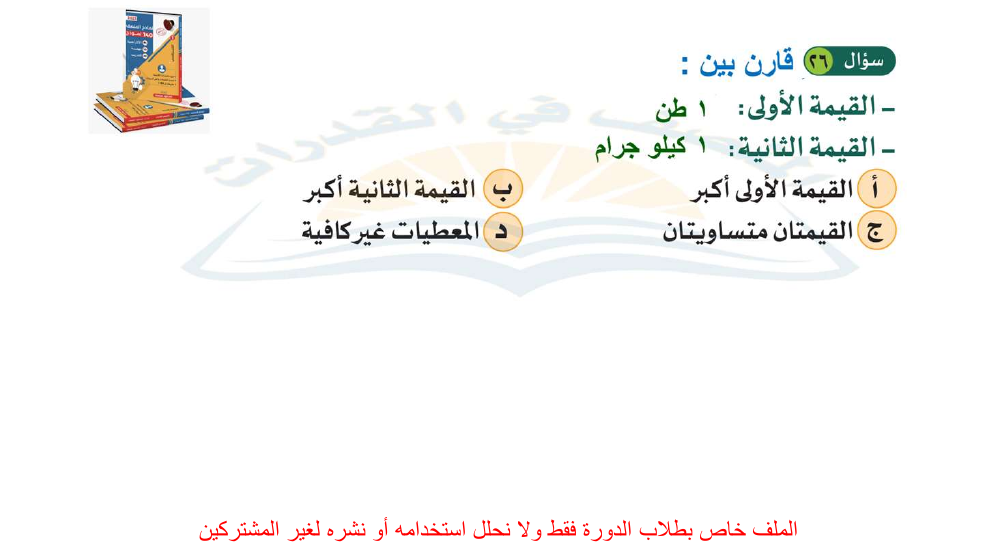 سؤال ٢٦ قارن بين :
– القيمة الأولى: ١ طن
– القيمة الثانية: ١ كيلو جرام
أ القيمة الأولى أكبر ب القيمة الثانية أكبر
ج القيمتان متساويتان د المعطيات غير كافية
الملف خاص بطلاب الدورة فقط ولا نحلل استخدامه أو نشره لغير المشتركين